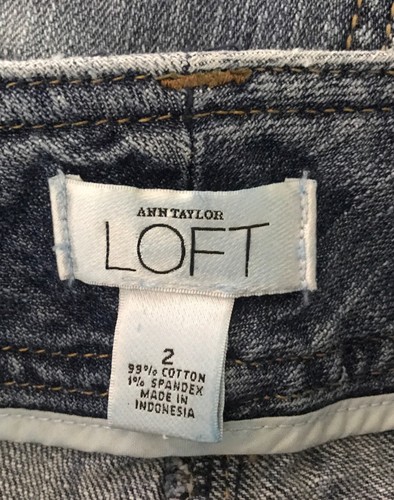 ANN TAYLOR
LOFT
2
99% COTTON
1% SPANDEX
MADE IN
INDONESIA